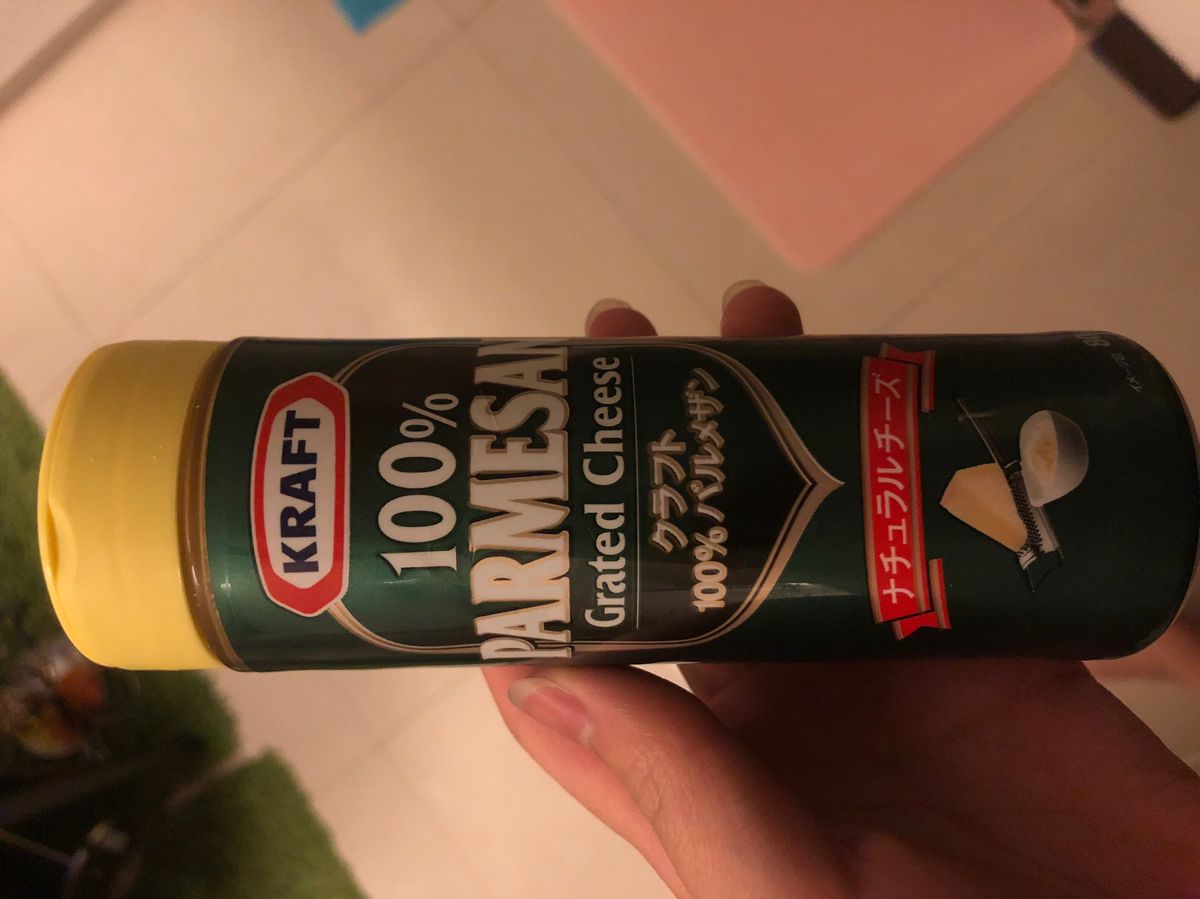 KRAFT
100%
PARMESAN
Grated Cheese
クラフト
100%パルメザン
ナチュラルチーズ